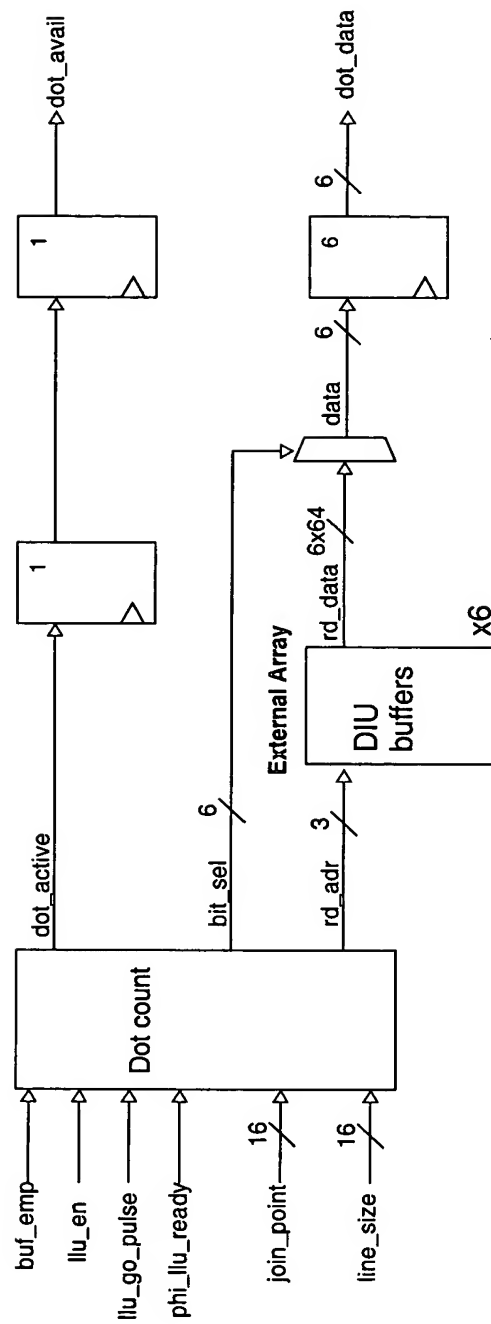 buf_emp
llu_en
llu_go_pulse
phi_llu_ready
join_point
16
line_size
16
Dot count
dot_active
bit_sel
6
rd_adr
3
External Array
DIU
buffers
x6
rd_data
6x64
1
data
6
1
6
6
dot_avail
dot_data